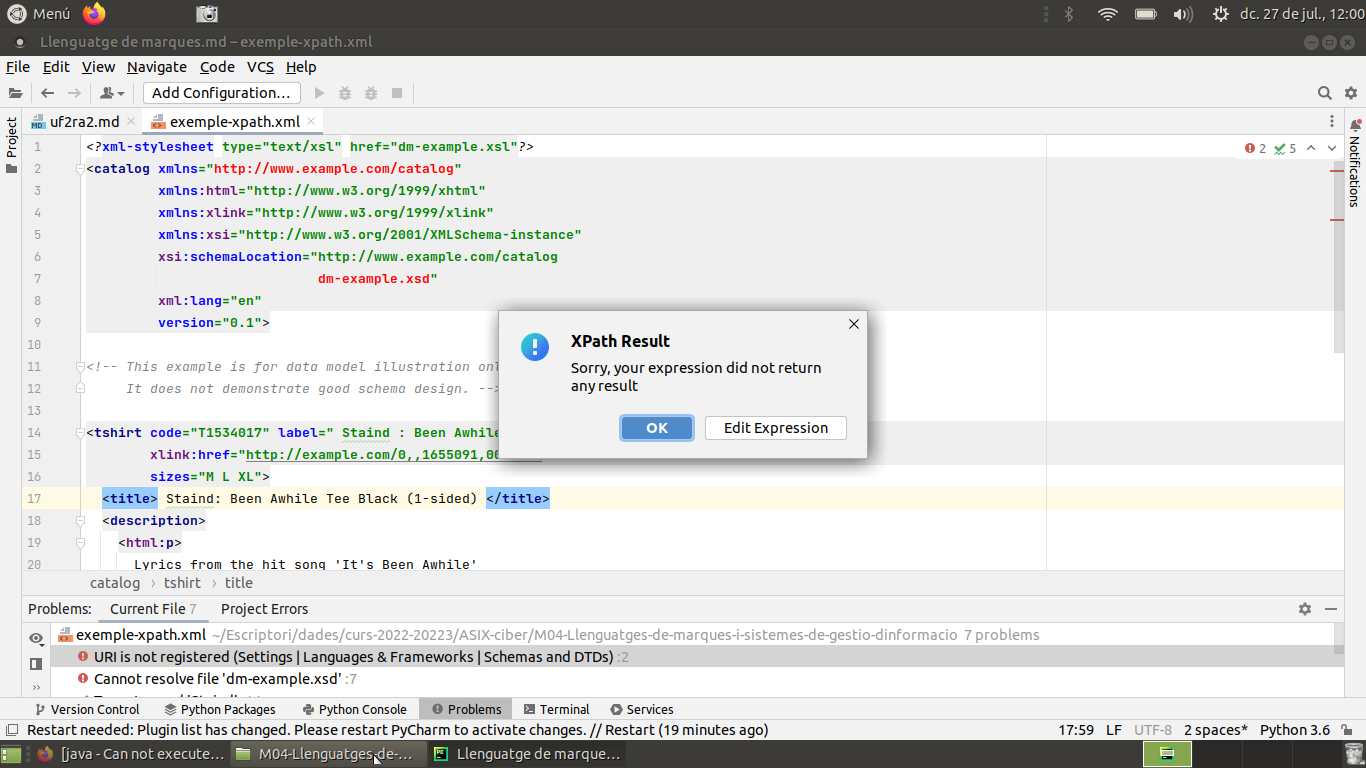 Menú
dc. 27 de jul., 12:00
Llenguatge de marques.md – exemple-xpath.xml
File Edit View Navigate Code VCS Help
Add Configuration...
Project
uf2ra2.md
exemple-xpath.xml
Notifications
2 5
1 <?xml-stylesheet type="text/xsl" href="dm-example.xsl"?>
2 <catalog xmlns="http://www.example.com/catalog"
3 xmlns:html="http://www.w3.org/1999/xhtml"
4 xmlns:xlink="http://www.w3.org/1999/xlink"
5 xmlns:xsi="http://www.w3.org/2001/XMLSchema-instance"
6 xsi:schemaLocation="http://www.example.com/catalog
7 dm-example.xsd"
8 xml:lang="en"
9 version="0.1">
10
11 <!-- This example is for data model illustration onl
12 It does not demonstrate good schema design. --
13
14 <tshirt code="T1534017" label=" Staind : Been Awhile
15 xlink:href="http://example.com/0,,1655091,00
16 sizes="M L XL">
17 <title> Staind: Been Awhile Tee Black (1-sided) </title>
18 <description>
19 <html:p>
20 Lyrics from the hit song 'It's Been Awhile'
XPath Result
Sorry, your expression did not return
any result
OK
Edit Expression
catalog › tshirt › title
Problems: Current File 7 Project Errors
exemple-xpath.xml ~/Escriptori/dades/curs-2022-20223/ASIX-ciber/M04-Llenguatges-de-marques-i-sistemes-de-gestio-dinformacio 7 problems
URI is not registered (Settings | Languages & Frameworks | Schemas and DTDs) :2
Cannot resolve file 'dm-example.xsd' :7
Version Control Python Packages Python Console Problems Terminal Services
Restart needed: Plugin list has changed. Please restart PyCharm to activate changes. // Restart (19 minutes ago)
17:59 LF UTF-8 2 spaces* Python 3.6
[java - Can not execute...
M04-Llenguatges-de-...
Llenguatge de marque...